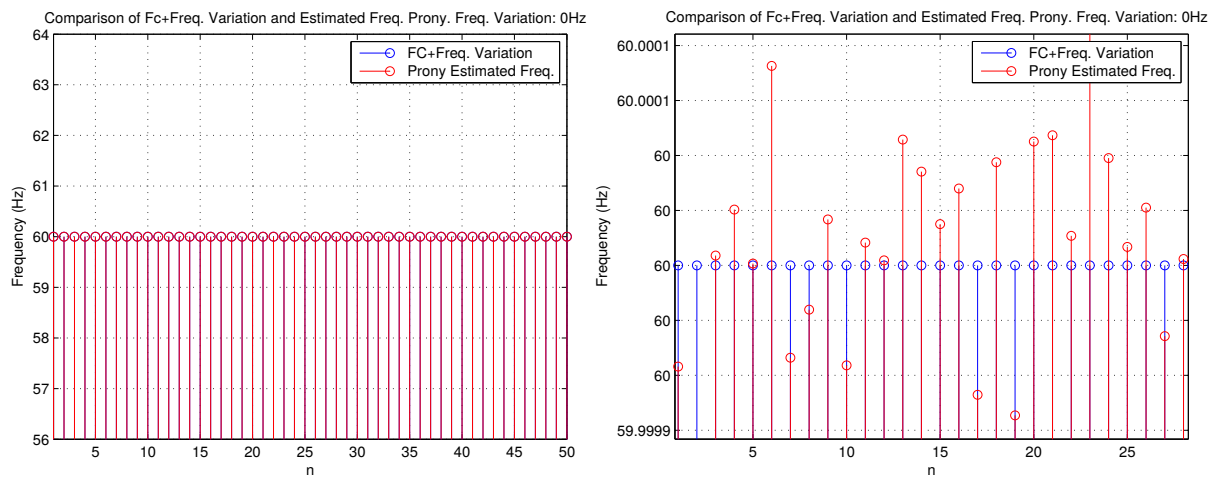 Comparison of Fc+Freq. Variation and Estimated Freq. Prony. Freq. Variation: 0Hz
64
63
62
61
60
59
58
57
56
Frequency (Hz)
FC+Freq. Variation
Prony Estimated Freq.
5 10 15 20 25 30 35 40 45 50
n
Comparison of Fc+Freq. Variation and Estimated Freq. Prony. Freq. Variation: 0Hz
60.0001
60.0001
60
60
60
60
60
59.9999
Frequency (Hz)
FC+Freq. Variation
Prony Estimated Freq.
5 10 15 20 25
n